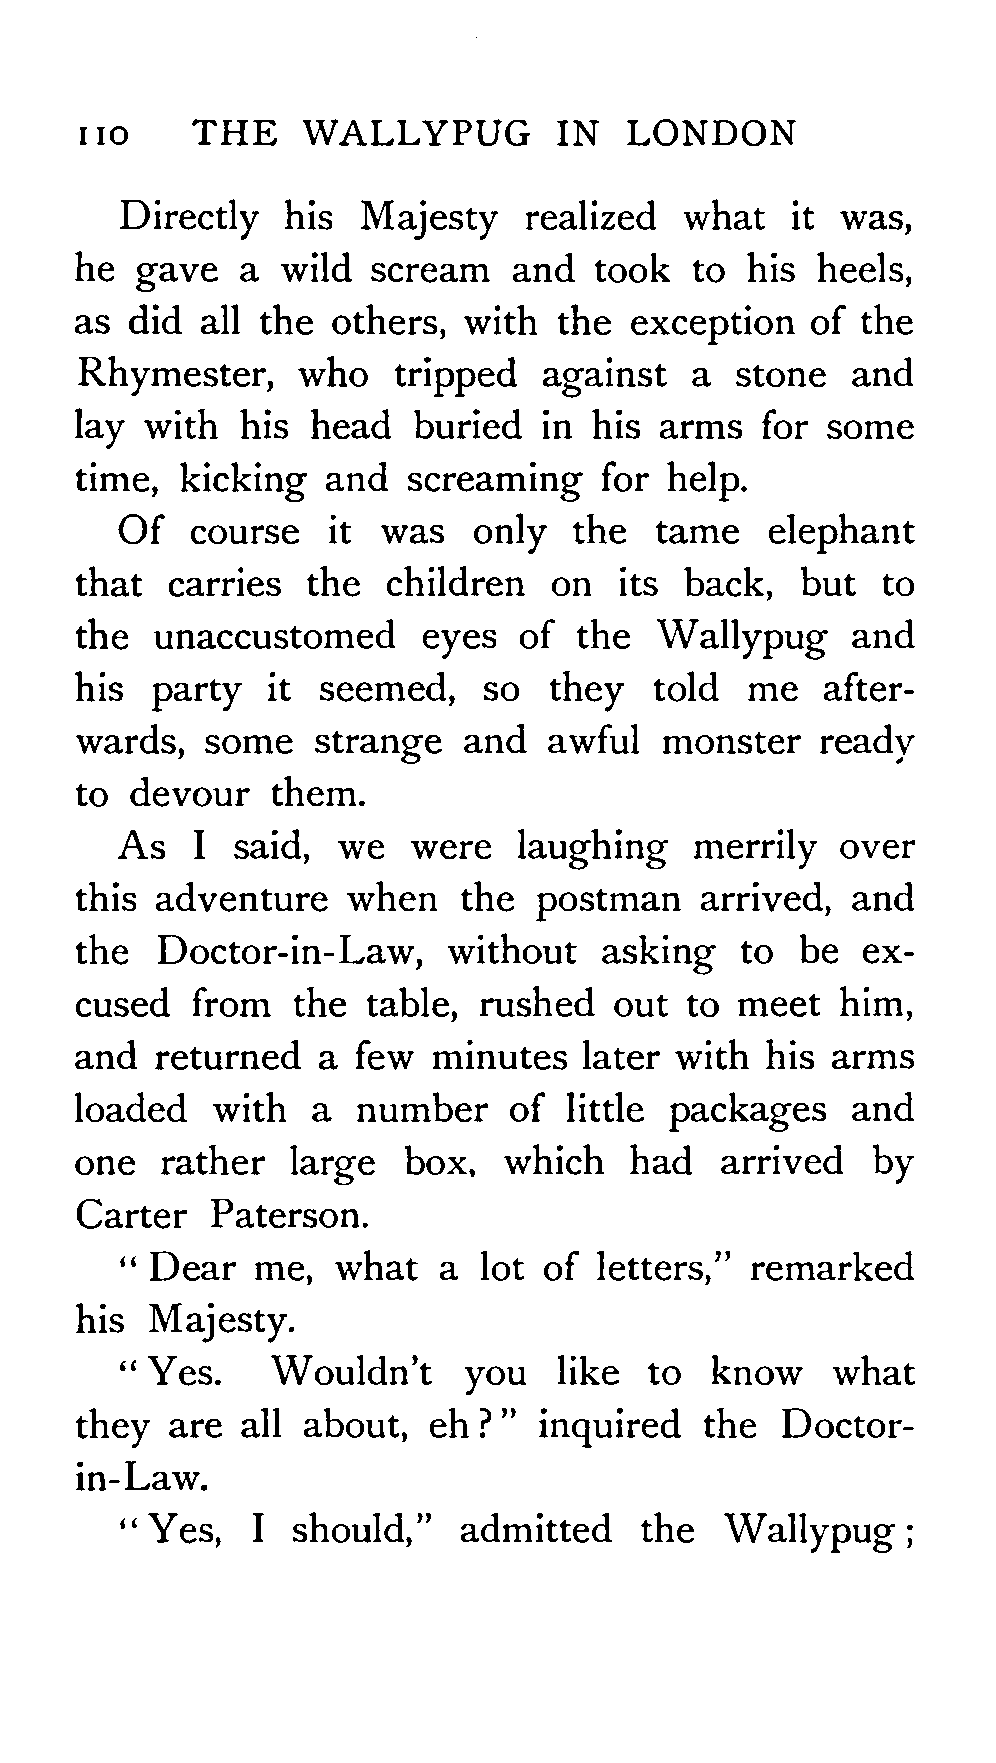 110 THE WALLYPUG IN LONDON
Directly his Majesty realized what it was,
he gave a wild scream and took to his heels,
as did all the others, with the exception of the
Rhymester, who tripped against a stone and
lay with his head buried in his arms for some
time, kicking and screaming for help.
Of course it was only the tame elephant
that carries the children on its back, but to
the unaccustomed eyes of the Wallypug and
his party it seemed, so they told me after-
wards, some strange and awful monster ready
to devour them.
As I said, we were laughing merrily over
this adventure when the postman arrived, and
the Doctor-in-Law, without asking to be ex-
cused from the table, rushed out to meet him,
and returned a few minutes later with his arms
loaded with a number of little packages and
one rather large box, which had arrived by
Carter Paterson.
“ Dear me, what a lot of letters,” remarked
his Majesty.
“ Yes. Wouldn’t you like to know what
they are all about, eh ? ” inquired the Doctor-
in-Law.
“ Yes, I should,” admitted the Wallypug ;